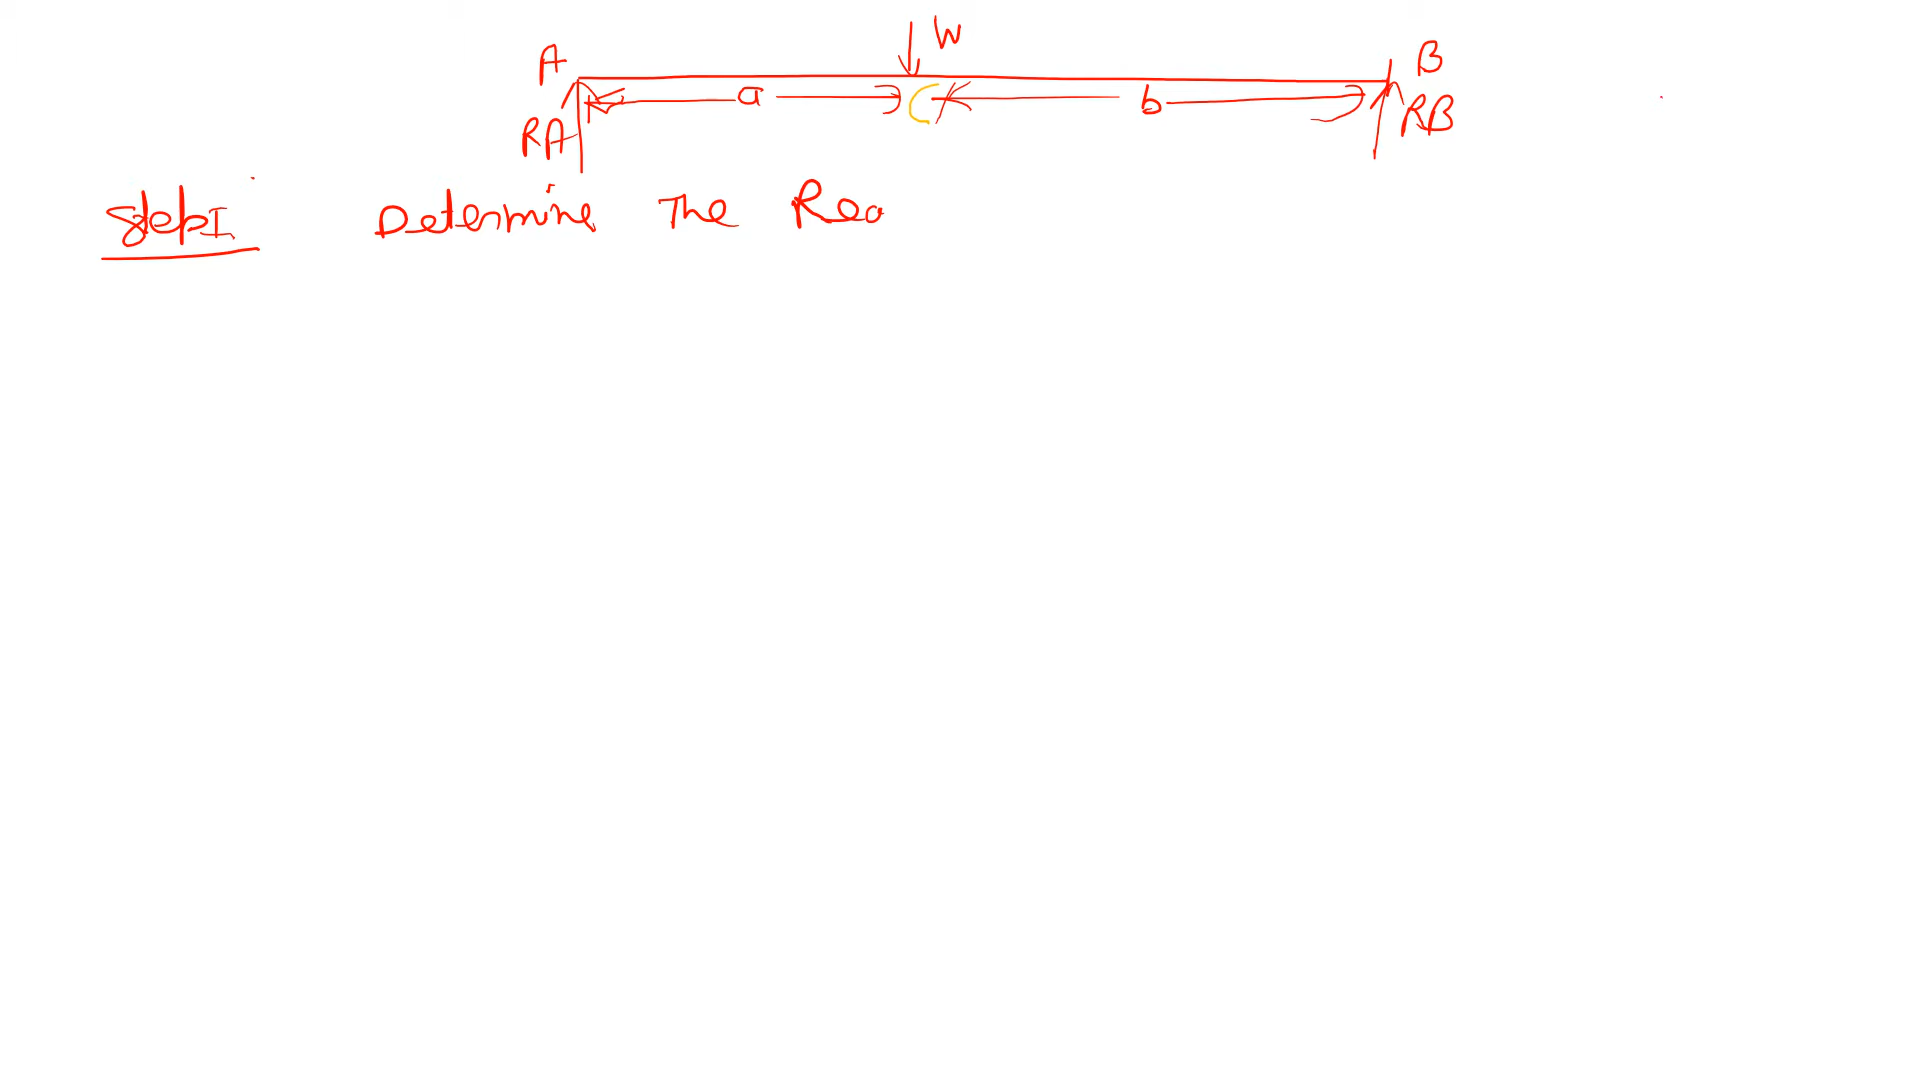 W
A B
a C b
RA RB
Step I Determine The Rea